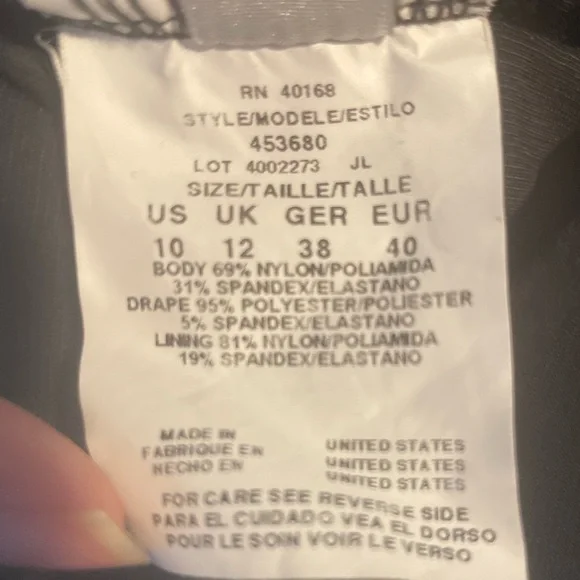 RN 40168
STYLE/MODELE/ESTILO
453680
LOT 4002273 JL
SIZE/TAILLE/TALLE
US UK GER EUR
10 12 38 40
BODY 69% NYLON/POLIAMIDA
31% SPANDEX/ELASTANO
DRAPE 95% POLYESTER/POLIESTER
5% SPANDEX/ELASTANO
LINING 81% NYLON/POLIAMIDA
19% SPANDEX/ELASTANO
MADE IN UNITED STATES
FABRIQUE EN UNITED STATES
HECHO EN UNITED STATES
FOR CARE SEE REVERSE SIDE
PARA EL CUIDADO VEA EL DORSO
POUR LE SOIN VOIR LE VERSO